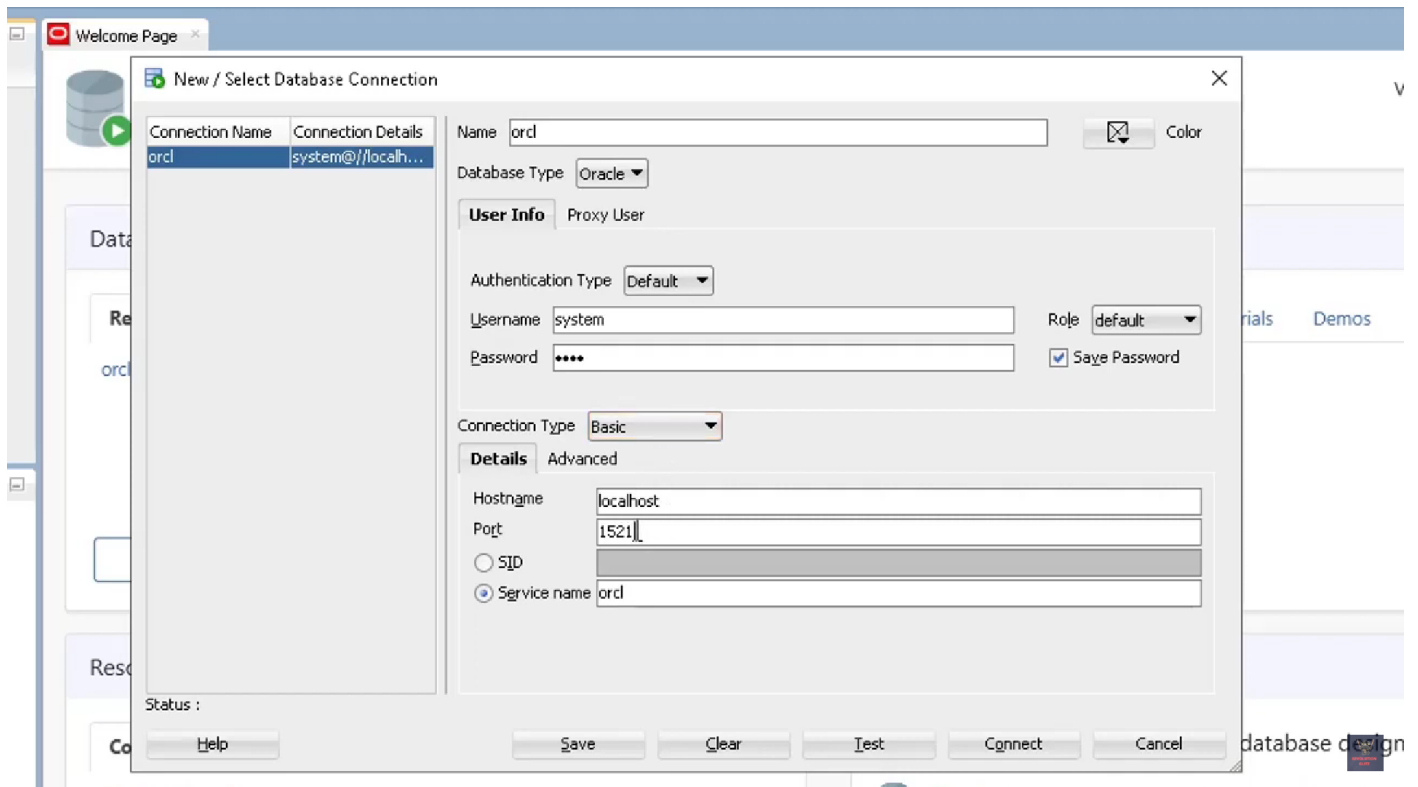 Welcome Page
New / Select Database Connection
Connection Name Connection Details
orcl system@//localh...
Name orcl Color
Database Type Oracle
User Info Proxy User
Authentication Type Default
Username system Role default
Password •••• Save Password
Connection Type Basic
Details Advanced
Hostname localhost
Port 1521
SID
Service name orcl
Status :
Help Save Clear Test Connect Cancel
Data
Re
rials Demos
orcl
Reso
Co
database design